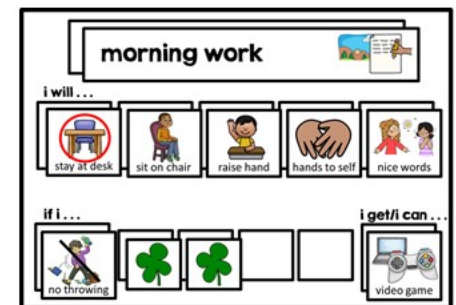 morning work
i will . . .
stay at desk
sit on chair
raise hand
hands to self
nice words
if i . . .
i get/i can . . .
no throwing
video game